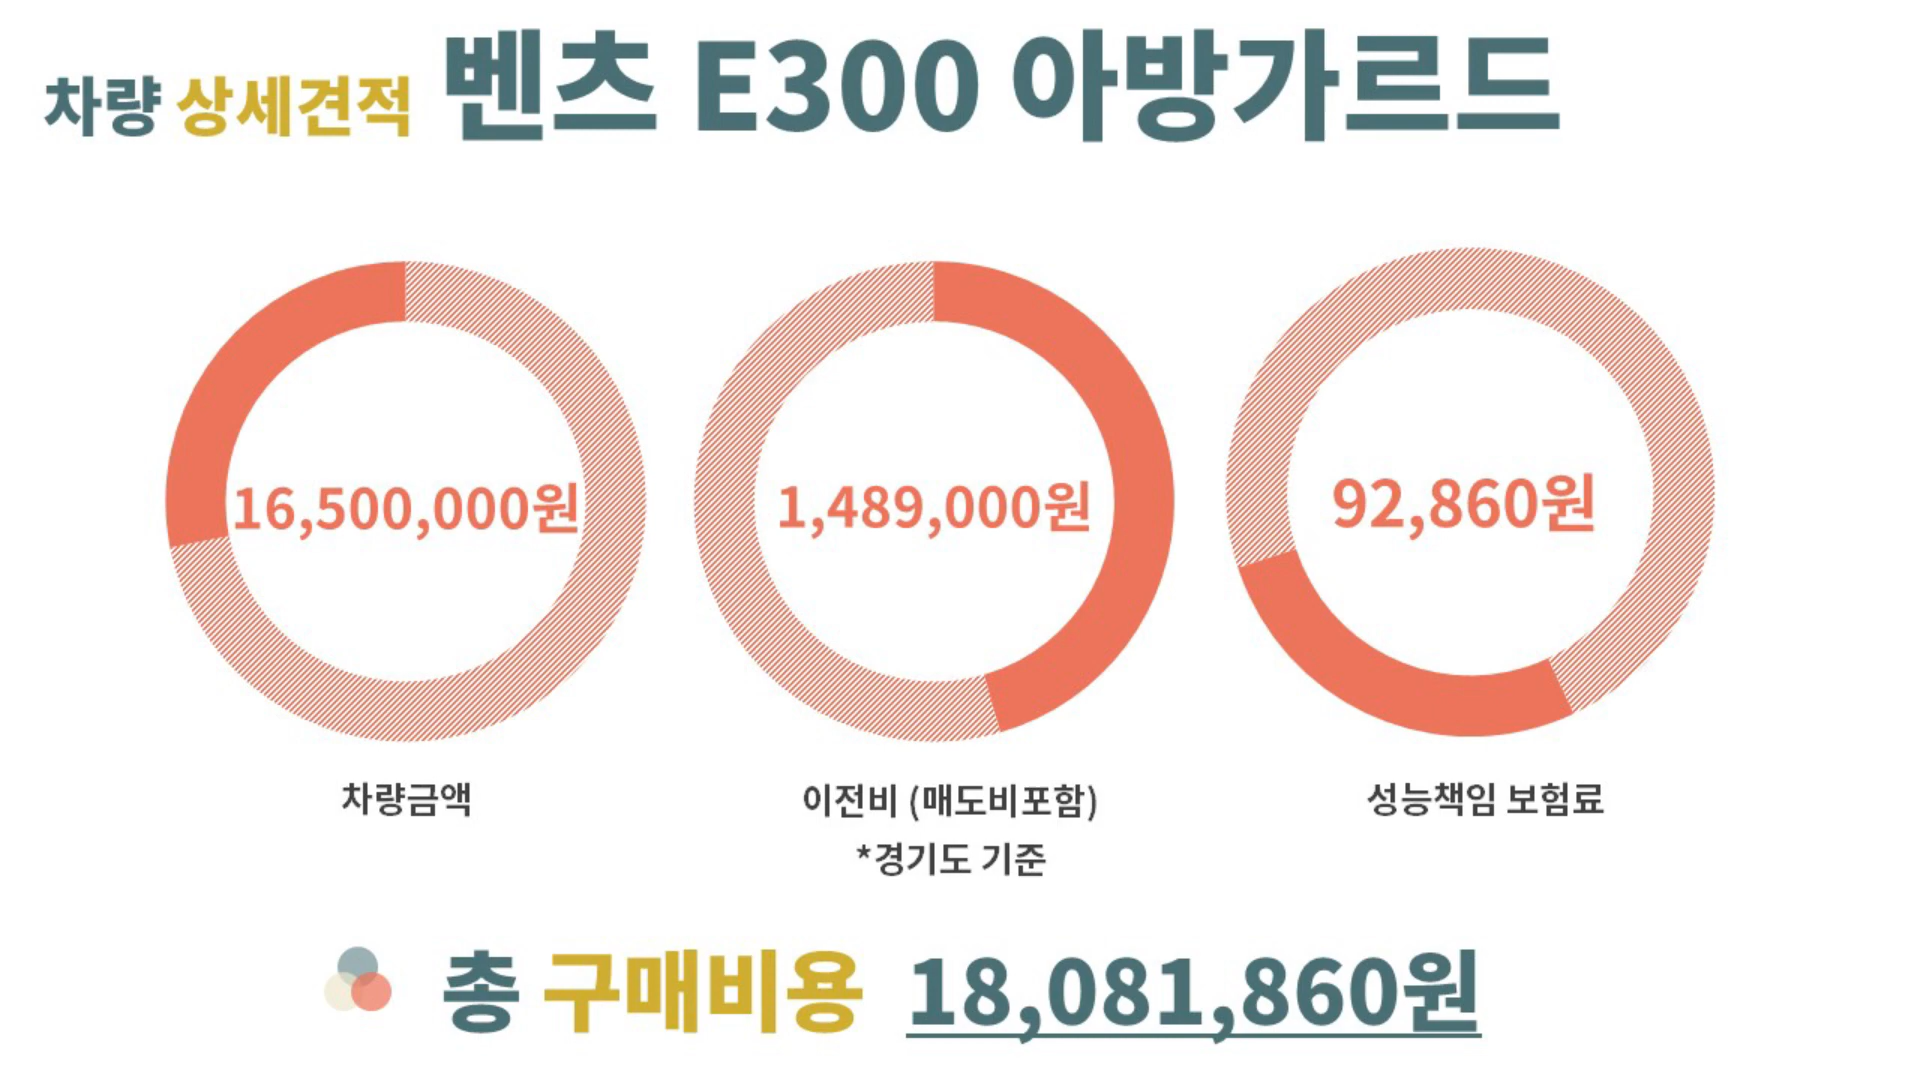 차량 상세견적 벤츠 E300 아방가르드
16,500,000원
1,489,000원
92,860원
차량금액
이전비 (매도비포함)
*경기도 기준
성능책임 보험료
총 구매비용 18,081,860원